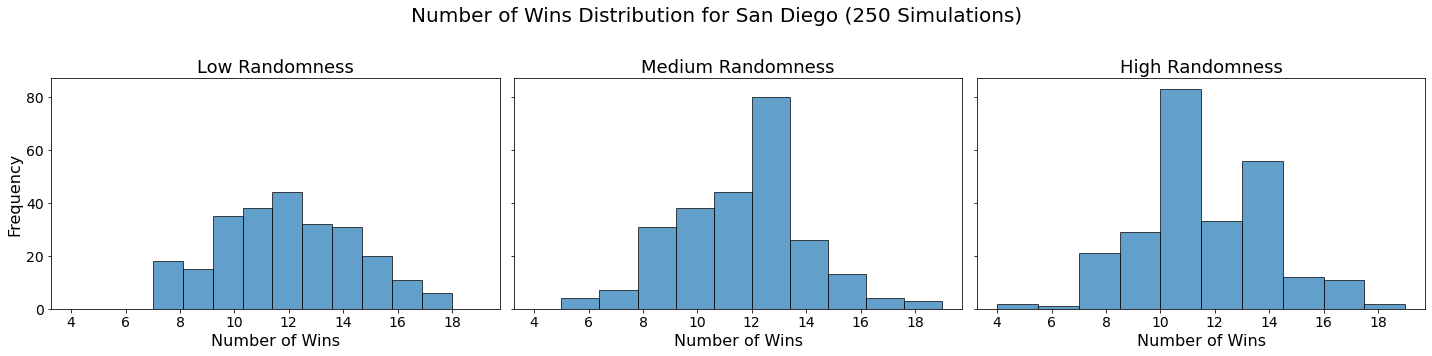 Number of Wins Distribution for San Diego (250 Simulations)
Low Randomness
Medium Randomness
High Randomness
Frequency
80
60
40
20
0
4 6 8 10 12 14 16 18
4 6 8 10 12 14 16 18
4 6 8 10 12 14 16 18
Number of Wins
Number of Wins
Number of Wins